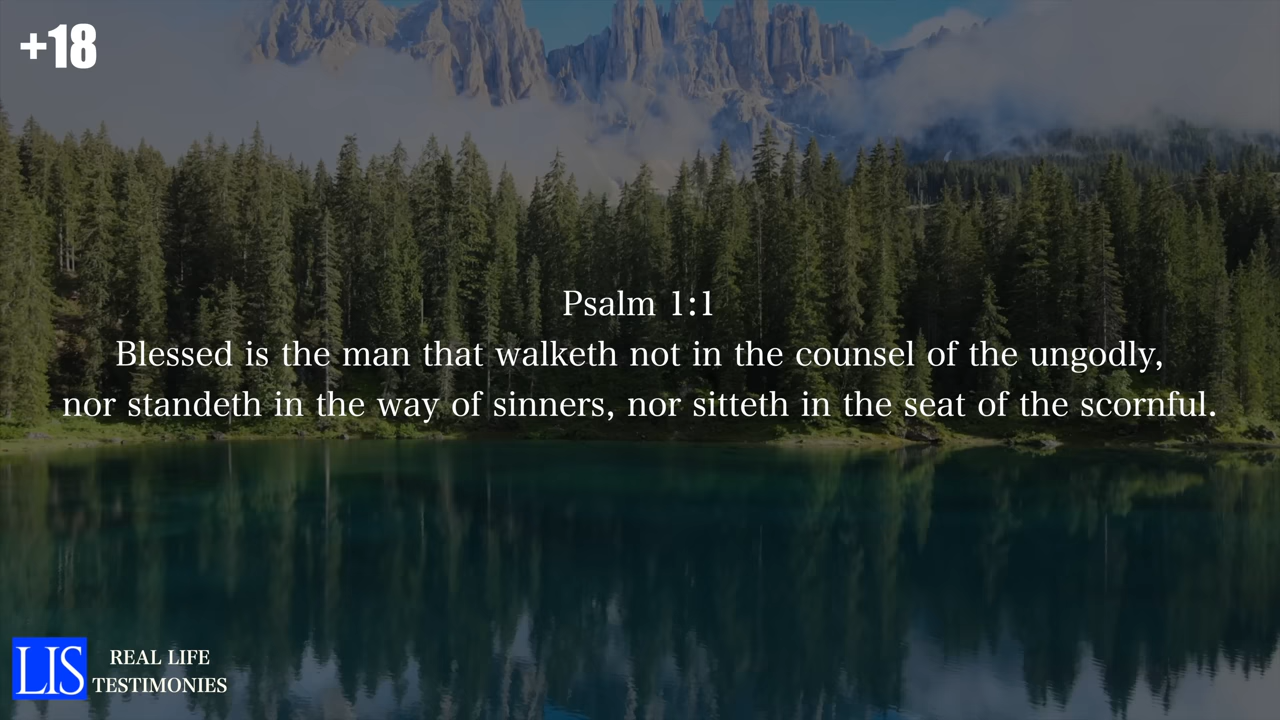 +18
Psalm 1:1
Blessed is the man that walketh not in the counsel of the ungodly,
nor standeth in the way of sinners, nor sitteth in the seat of the scornful.
LIS
REAL LIFE
TESTIMONIES